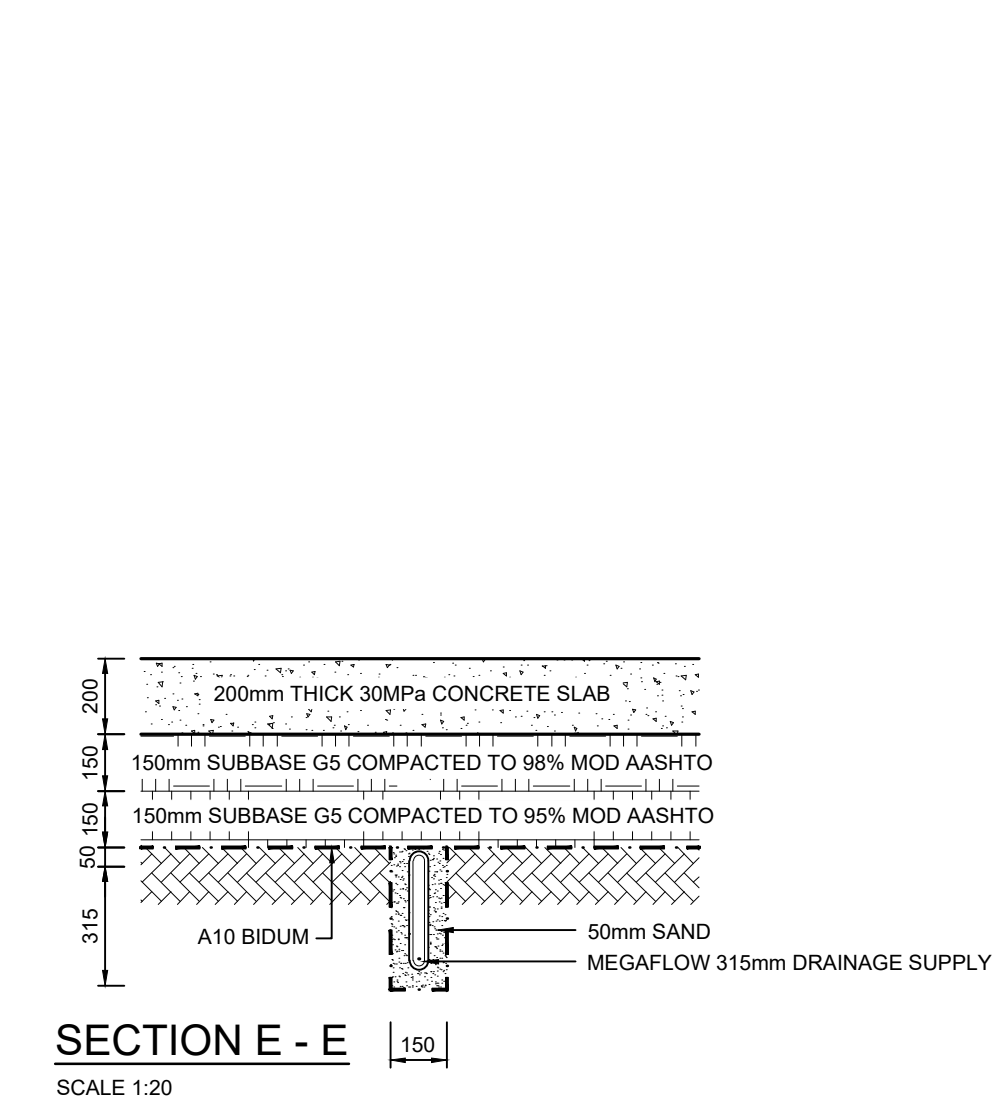 200
200mm THICK 30MPa CONCRETE SLAB
150
150mm SUBBASE G5 COMPACTED TO 98% MOD AASHTO
150
150mm SUBBASE G5 COMPACTED TO 95% MOD AASHTO
50
315
A10 BIDUM
50mm SAND
MEGAFLOW 315mm DRAINAGE SUPPLY
SECTION E - E
150
SCALE 1:20